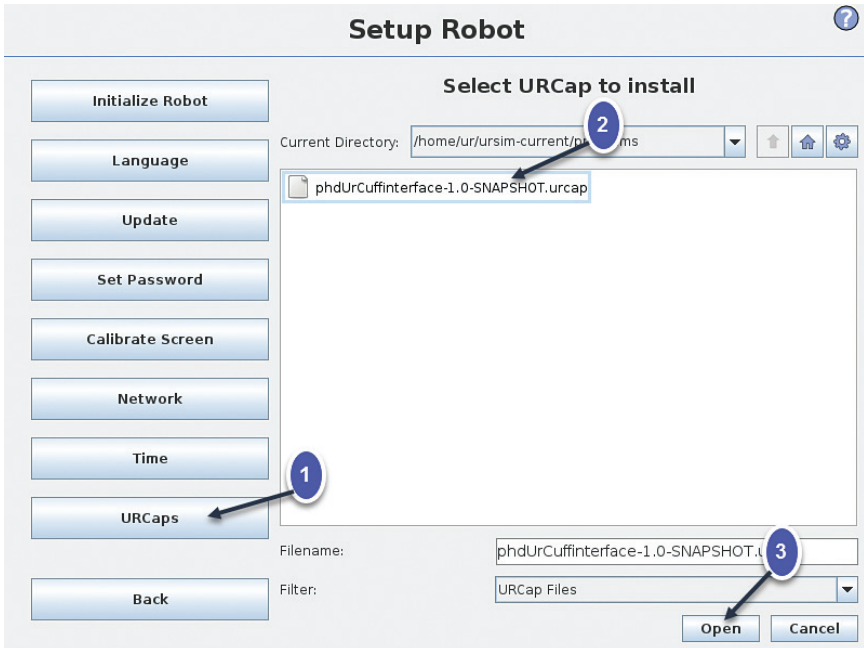 Setup Robot
?
Initialize Robot
Language
Update
Set Password
Calibrate Screen
Network
Time
URCaps
Back
Select URCap to install
2
Current Directory: /home/ur/ursim-current/ ms
phdUrCuffinterface-1.0-SNAPSHOT.urcap
1
Filename: phdUrCuffinterface-1.0-SNAPSHOT.u
3
Filter: URCap Files
Open Cancel